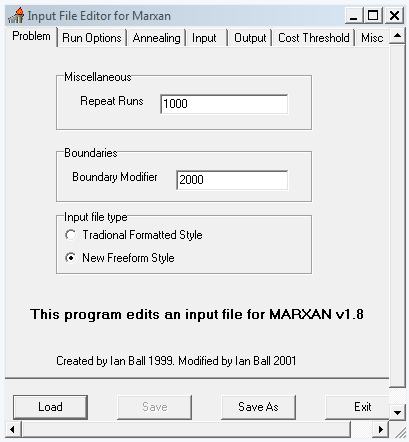 Input File Editor for Marxan
Problem Run Options Annealing Input Output Cost Threshold Misc
Miscellaneous
Repeat Runs 1000
Boundaries
Boundary Modifier 2000
Input file type
Tradional Formatted Style
New Freeform Style
This program edits an input file for MARXAN v1.8
Created by Ian Ball 1999. Modified by Ian Ball 2001
Load Save Save As Exit